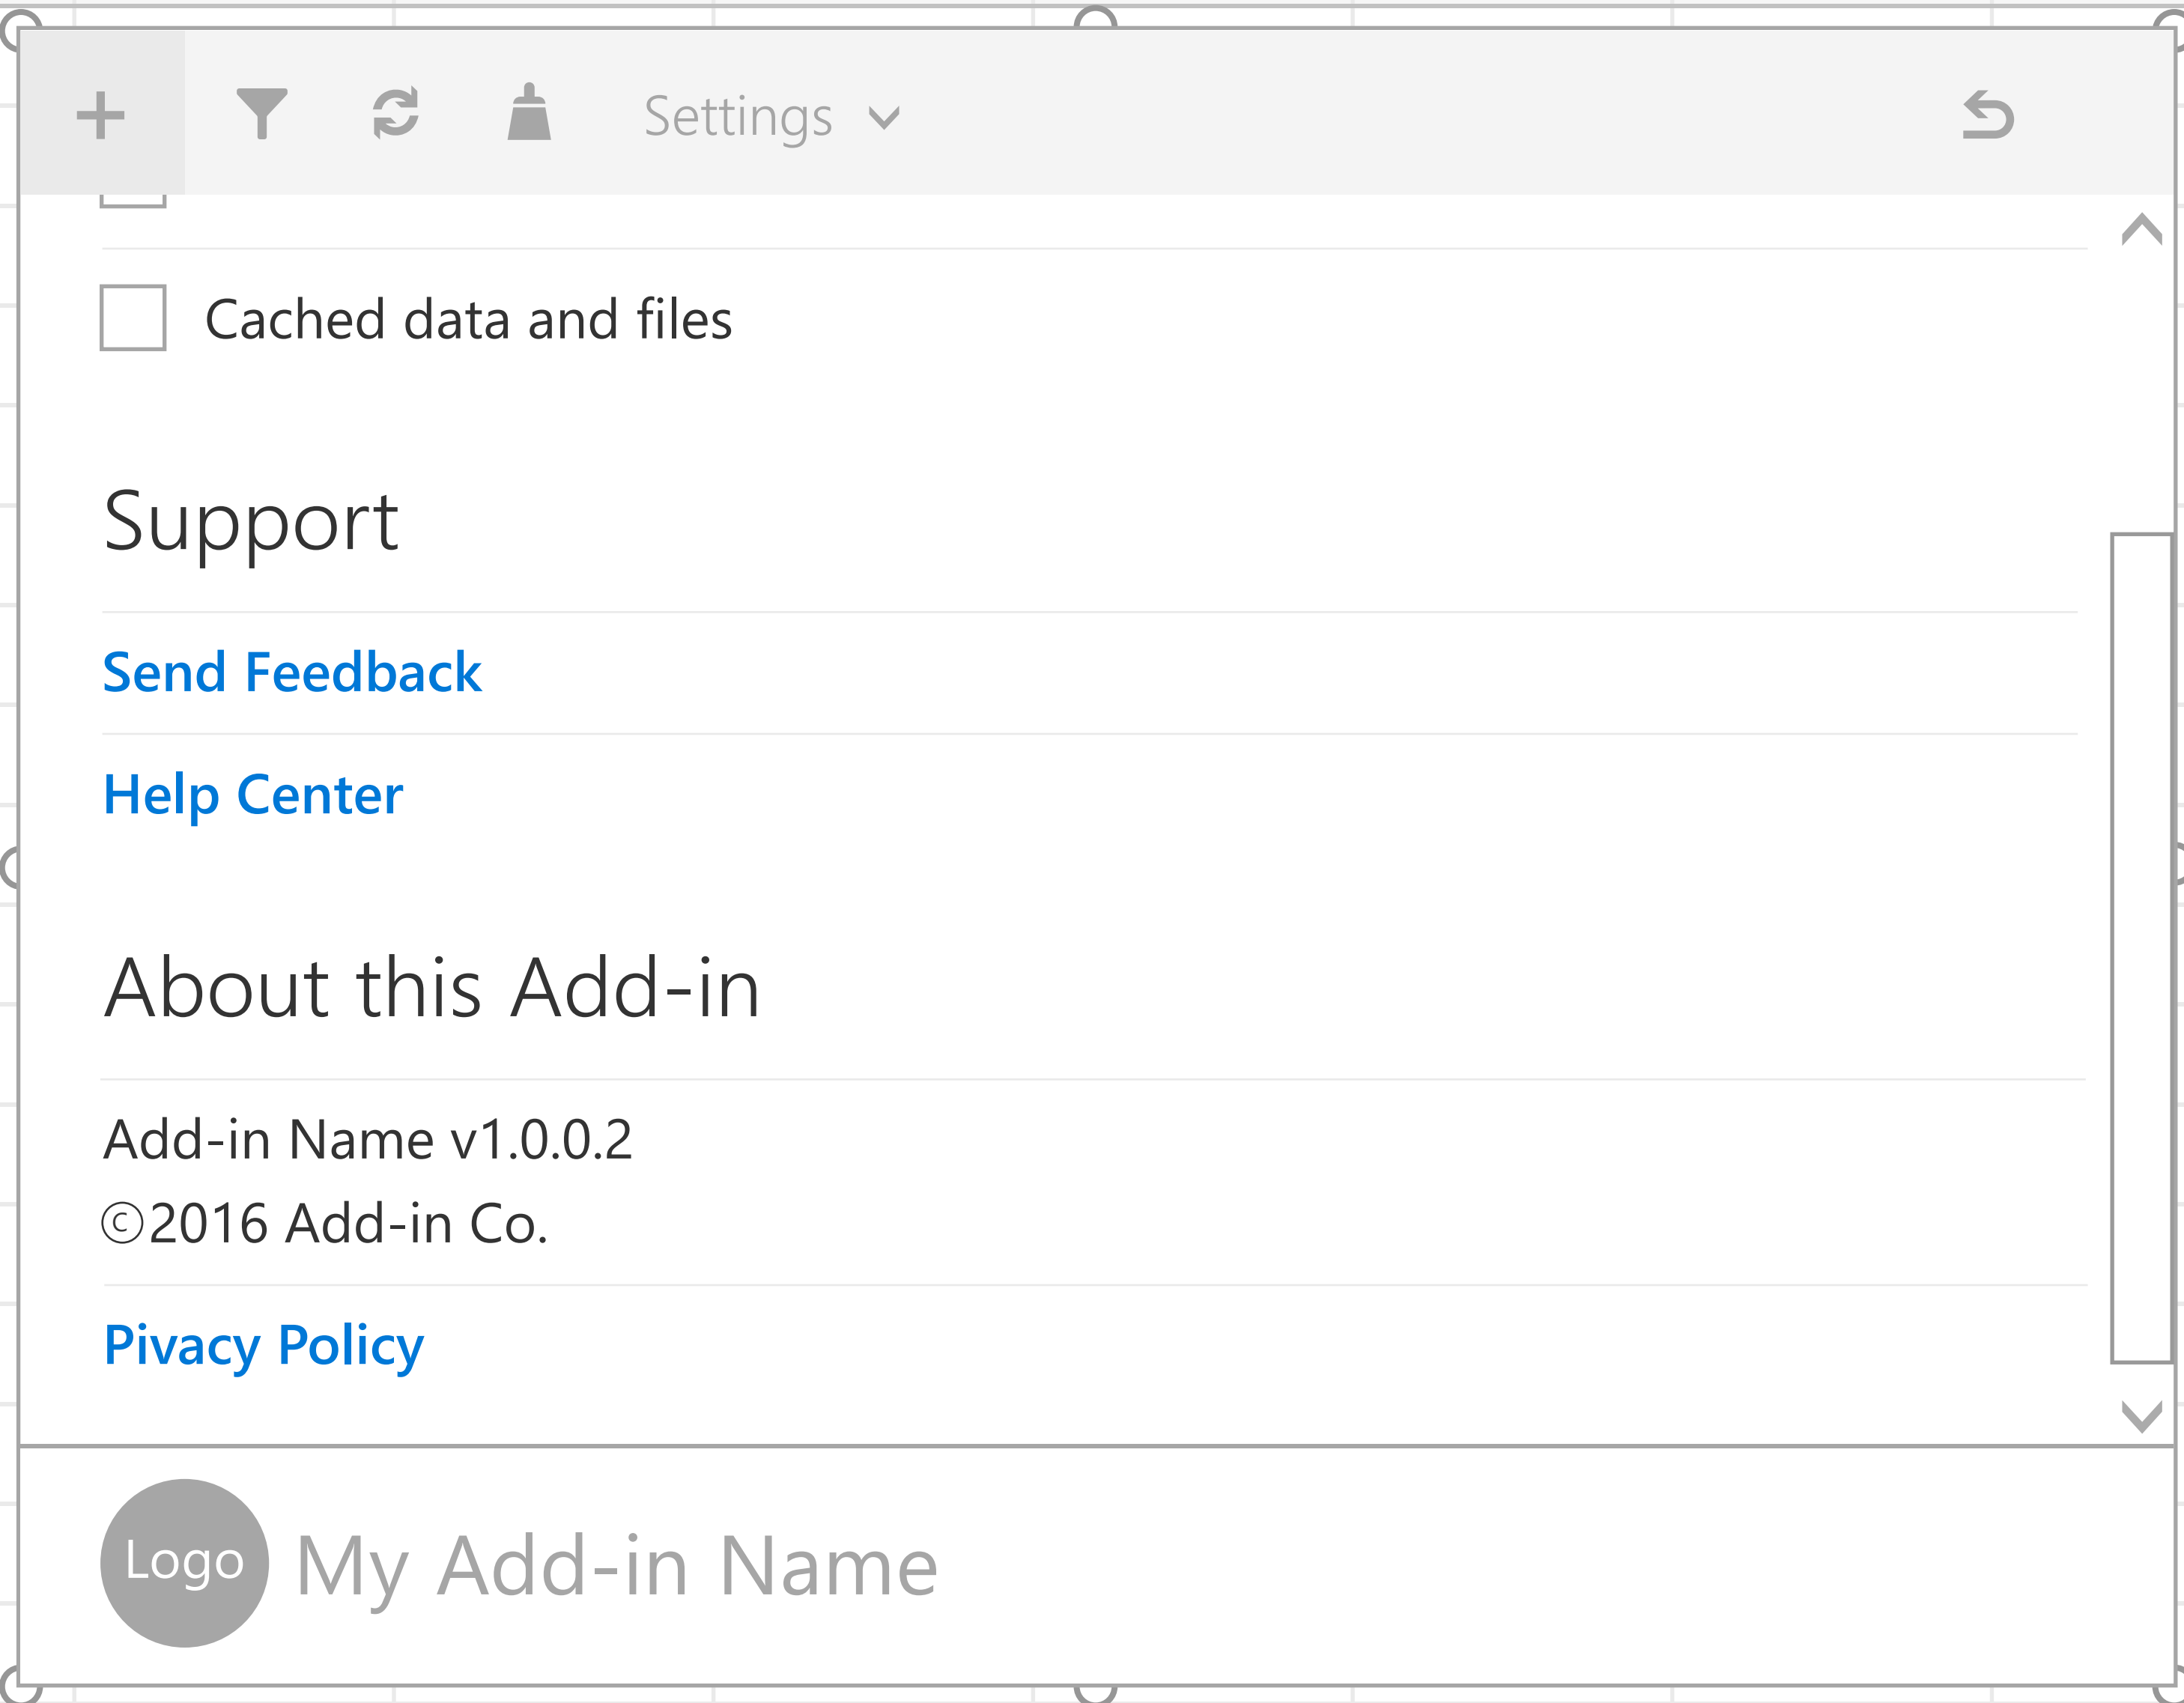 Settings
Cached data and files
Support
Send Feedback
Help Center
About this Add-in
Add-in Name v1.0.0.2
©2016 Add-in Co.
Pivacy Policy
Logo
My Add-in Name